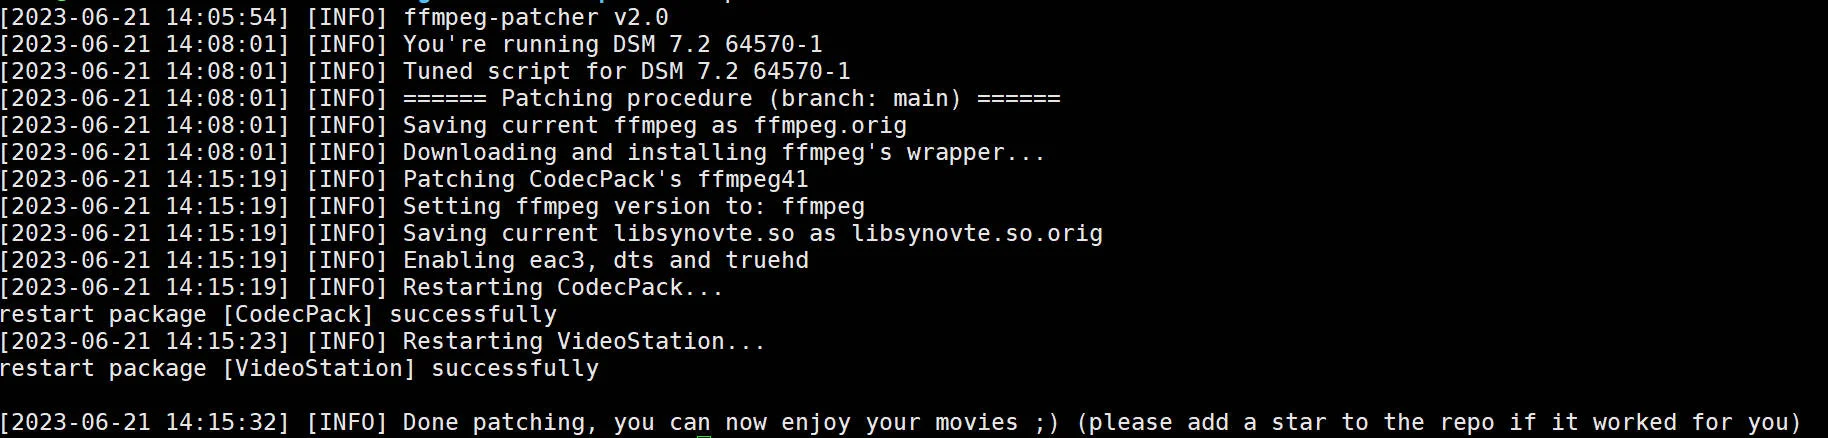 [2023-06-21 14:05:54] [INFO] ffmpeg-patcher v2.0
[2023-06-21 14:08:01] [INFO] You're running DSM 7.2 64570-1
[2023-06-21 14:08:01] [INFO] Tuned script for DSM 7.2 64570-1
[2023-06-21 14:08:01] [INFO] ====== Patching procedure (branch: main) ======
[2023-06-21 14:08:01] [INFO] Saving current ffmpeg as ffmpeg.orig
[2023-06-21 14:08:01] [INFO] Downloading and installing ffmpeg's wrapper...
[2023-06-21 14:15:19] [INFO] Patching CodecPack's ffmpeg41
[2023-06-21 14:15:19] [INFO] Setting ffmpeg version to: ffmpeg
[2023-06-21 14:15:19] [INFO] Saving current libsynovte.so as libsynovte.so.orig
[2023-06-21 14:15:19] [INFO] Enabling eac3, dts and truehd
[2023-06-21 14:15:19] [INFO] Restarting CodecPack...
restart package [CodecPack] successfully
[2023-06-21 14:15:23] [INFO] Restarting VideoStation...
restart package [VideoStation] successfully
[2023-06-21 14:15:32] [INFO] Done patching, you can now enjoy your movies ;) (please add a star to the repo if it worked for you)